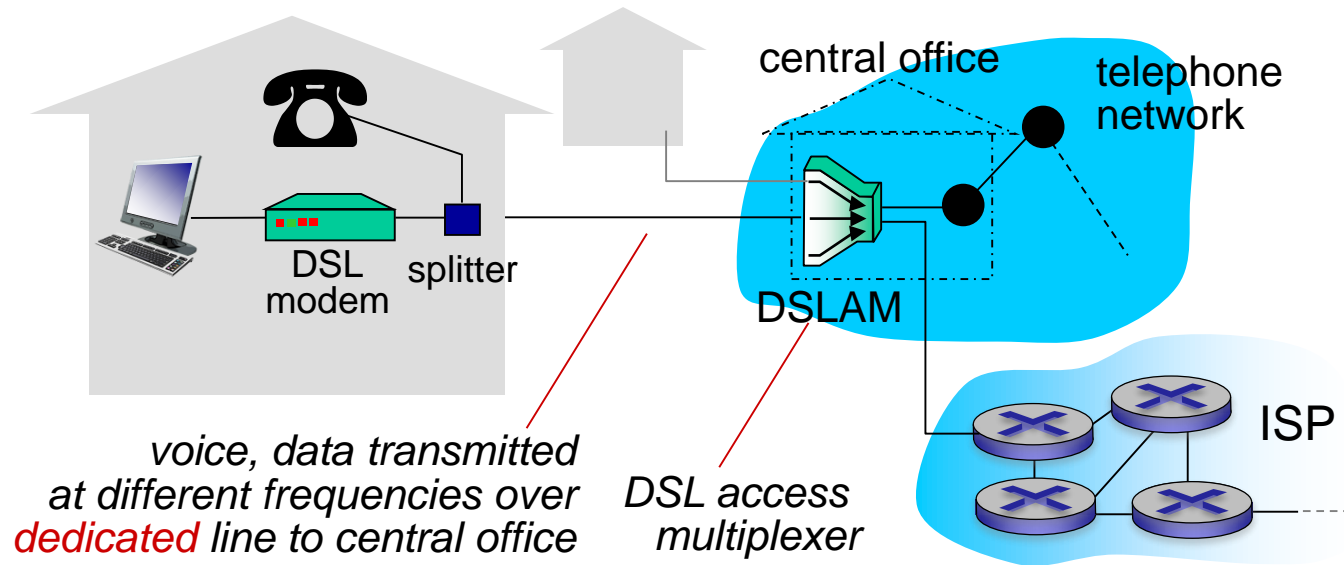 central office
telephone
network
DSL
modem
splitter
DSLAM
ISP
voice, data transmitted
at different frequencies over
dedicated line to central office
DSL access
multiplexer